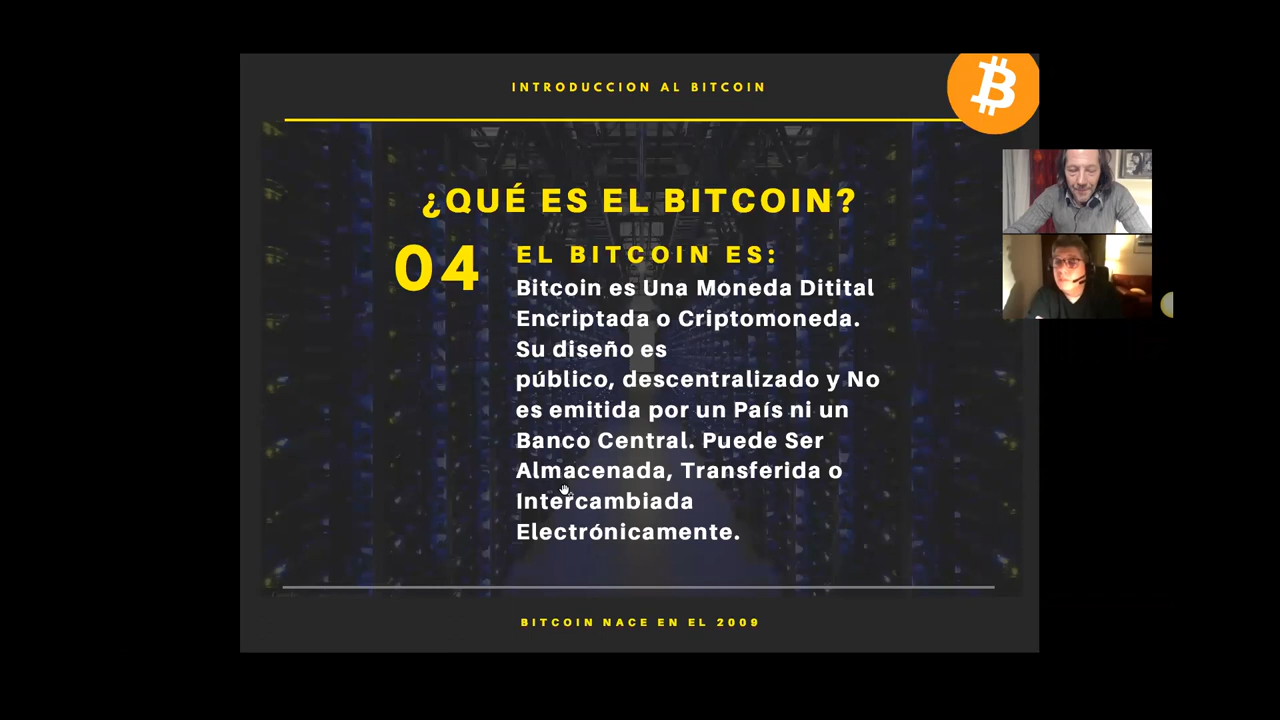 INTRODUCCION AL BITCOIN
¿QUÉ ES EL BITCOIN?
04
EL BITCOIN ES:
Bitcoin es Una Moneda Ditital
Encriptada o Criptomoneda.
Su diseño es
público, descentralizado y No
es emitida por un País ni un
Banco Central. Puede Ser
Almacenada, Transferida o
Intercambiada
Electrónicamente.
BITCOIN NACE EN EL 2009